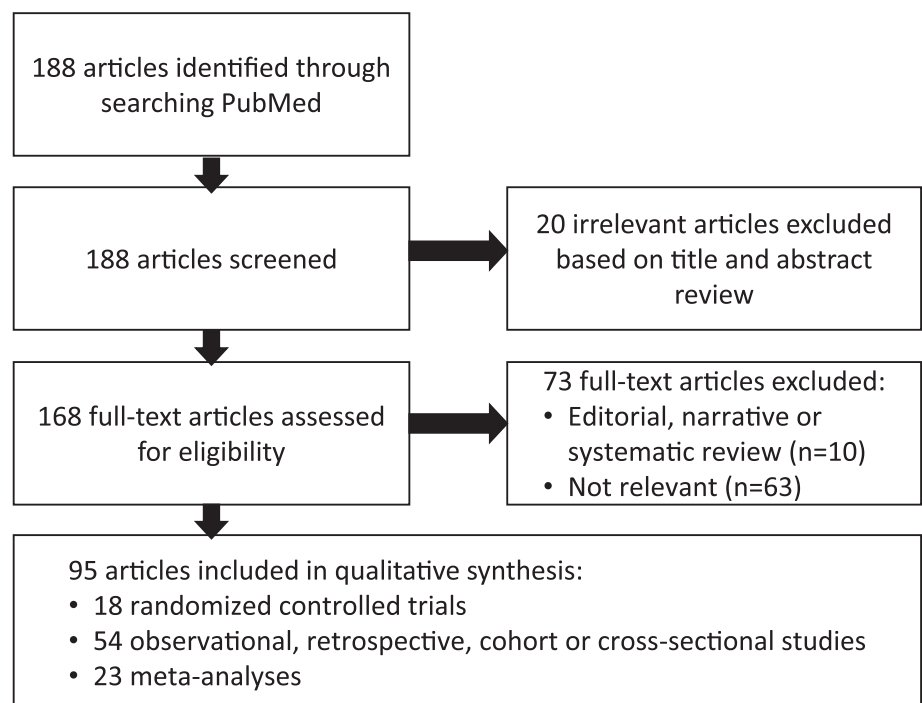 188 articles identified through
searching PubMed
188 articles screened
20 irrelevant articles excluded
based on title and abstract
review
168 full-text articles assessed
for eligibility
73 full-text articles excluded:
• Editorial, narrative or
systematic review (n=10)
• Not relevant (n=63)
95 articles included in qualitative synthesis:
• 18 randomized controlled trials
• 54 observational, retrospective, cohort or cross-sectional studies
• 23 meta-analyses